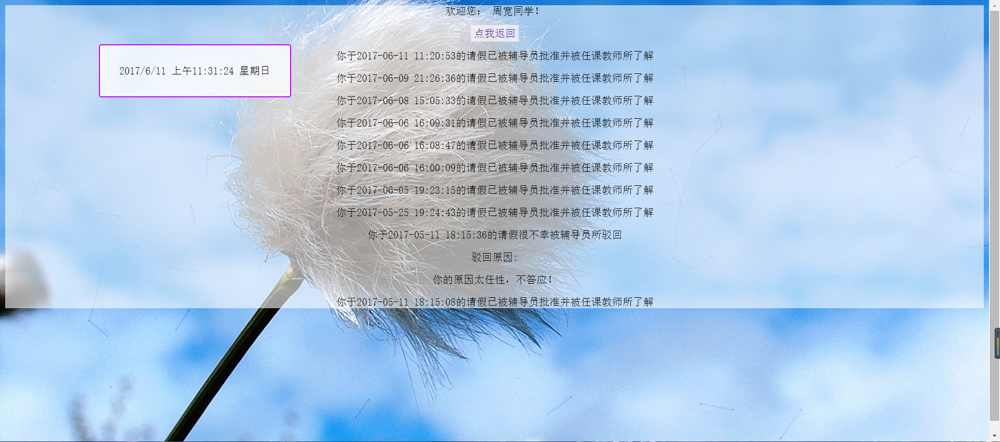 欢迎您： 周宽同学！
点我返回
2017/6/11 上午11:31:24 星期日
你于2017-06-11 11:20:53的请假已被辅导员批准并被任课教师所了解
你于2017-06-09 21:26:36的请假已被辅导员批准并被任课教师所了解
你于2017-06-08 15:05:33的请假已被辅导员批准并被任课教师所了解
你于2017-06-06 16:09:31的请假已被辅导员批准并被任课教师所了解
你于2017-06-06 16:08:47的请假已被辅导员批准并被任课教师所了解
你于2017-06-06 16:00:09的请假已被辅导员批准并被任课教师所了解
你于2017-06-05 19:23:15的请假已被辅导员批准并被任课教师所了解
你于2017-05-25 19:24:43的请假已被辅导员批准并被任课教师所了解
你于2017-05-11 18:15:36的请假很不幸被辅导员所驳回
驳回原因:
你的原因太任性，不答应！
你于2017-05-11 18:15:08的请假已被辅导员批准并被任课教师所了解